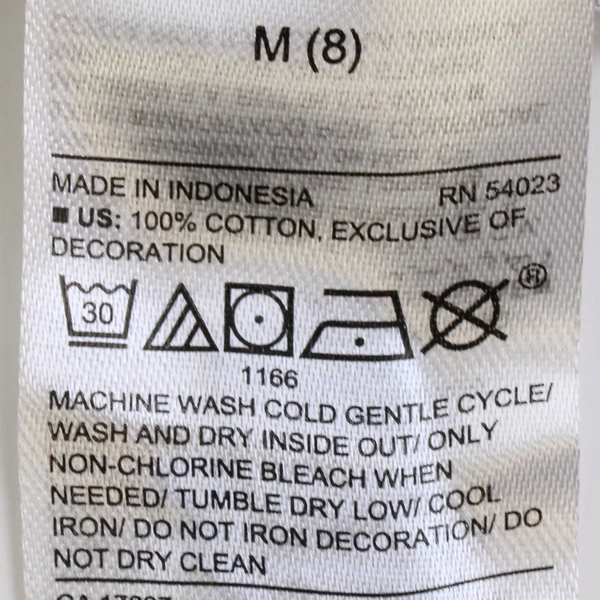 M (8)
MADE IN INDONESIA RN 54023
■ US: 100% COTTON, EXCLUSIVE OF
DECORATION
30
®
1166
MACHINE WASH COLD GENTLE CYCLE/
WASH AND DRY INSIDE OUT/ ONLY
NON-CHLORINE BLEACH WHEN
NEEDED/ TUMBLE DRY LOW/ COOL
IRON/ DO NOT IRON DECORATION/ DO
NOT DRY CLEAN